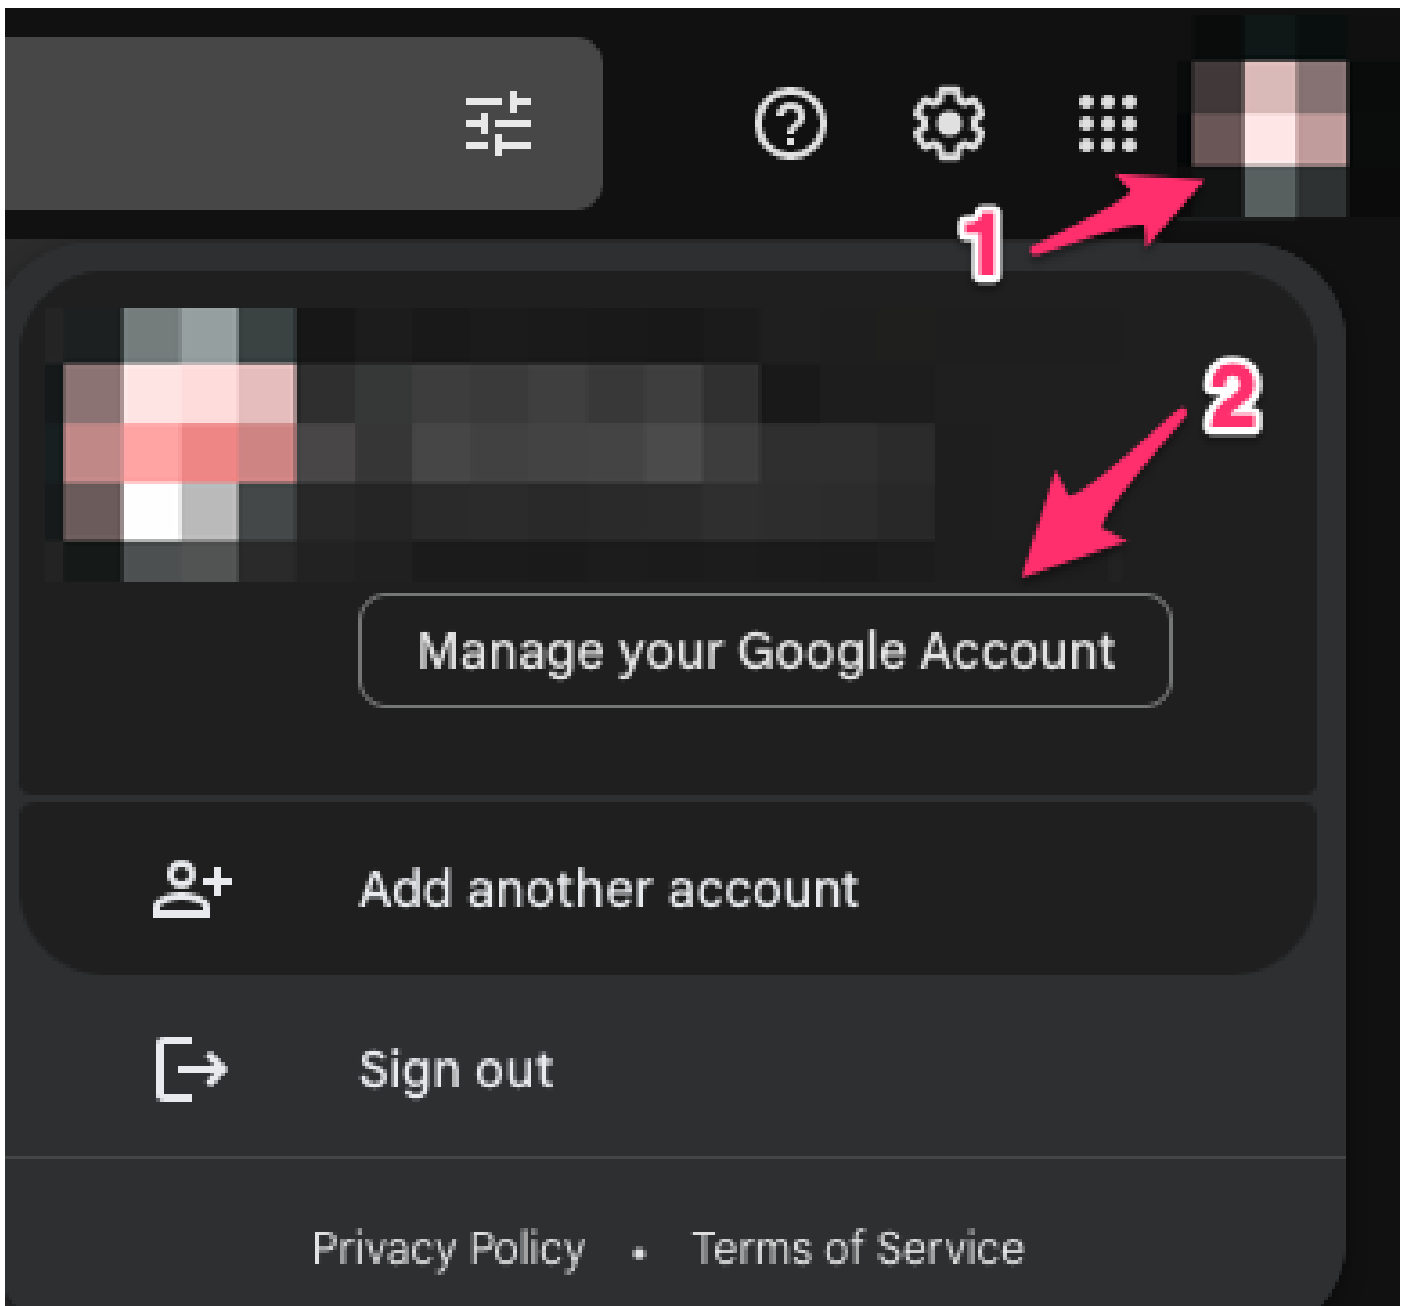 1
2
Manage your Google Account
Add another account
Sign out
Privacy Policy • Terms of Service